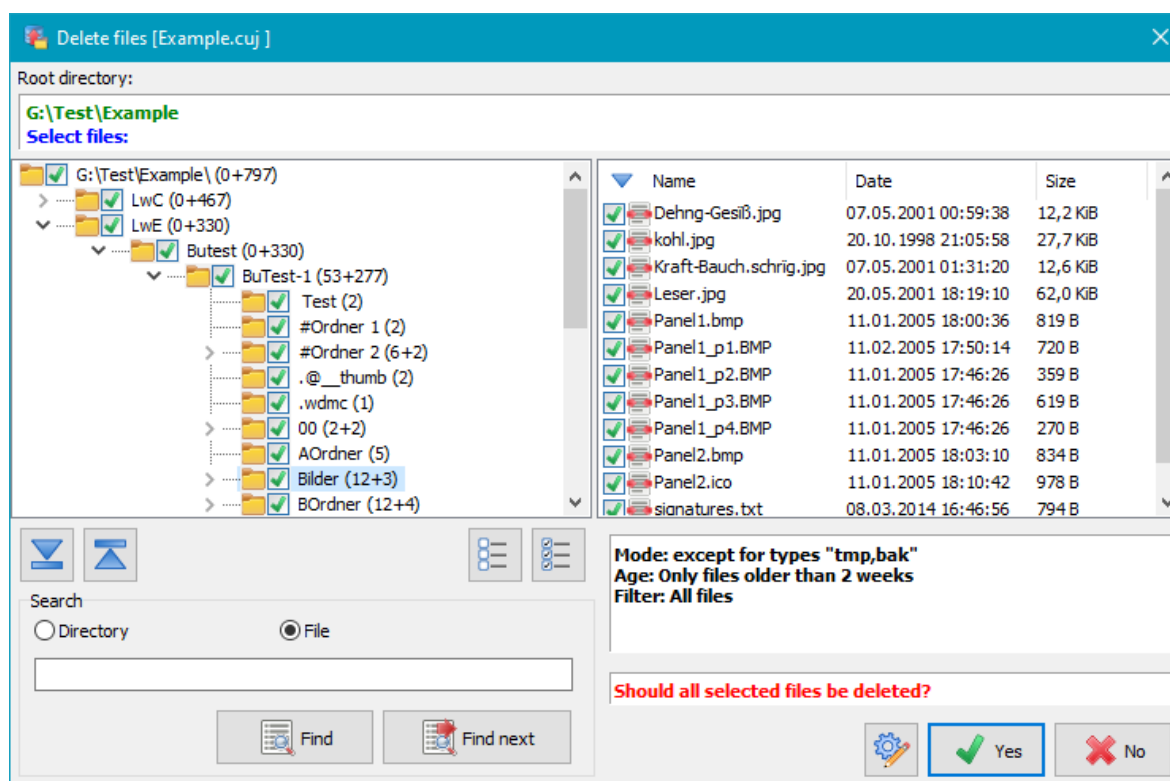 Delete files [Example.cuj ]
Root directory:
G:\Test\Example
Select files:
G:\Test\Example\ (0+797)
LwC (0+467)
LwE (0+330)
Butest (0+330)
BuTest-1 (53+277)
Test (2)
#Ordner 1 (2)
#Ordner 2 (6+2)
.@__thumb (2)
.wdmc (1)
00 (2+2)
AOrdner (5)
Bilder (12+3)
BOrdner (12+4)
Name Date Size
Dehng-Gesïß.jpg 07.05.2001 00:59:38 12,2 KiB
kohl.jpg 20.10.1998 21:05:58 27,7 KiB
Kraft-Bauch.schrïg.jpg 07.05.2001 01:31:20 12,6 KiB
Leser.jpg 20.05.2001 18:19:10 62,0 KiB
Panel1.bmp 11.01.2005 18:00:36 819 B
Panel1_p1.BMP 11.02.2005 17:50:14 720 B
Panel1_p2.BMP 11.01.2005 17:46:26 359 B
Panel1_p3.BMP 11.01.2005 17:46:26 619 B
Panel1_p4.BMP 11.01.2005 17:46:26 270 B
Panel2.bmp 11.01.2005 18:03:10 834 B
Panel2.ico 11.01.2005 18:10:42 978 B
signatures.txt 08.03.2014 16:46:56 794 B
Search
Directory File
Find Find next
Mode: except for types "tmp,bak"
Age: Only files older than 2 weeks
Filter: All files
Should all selected files be deleted?
Yes No